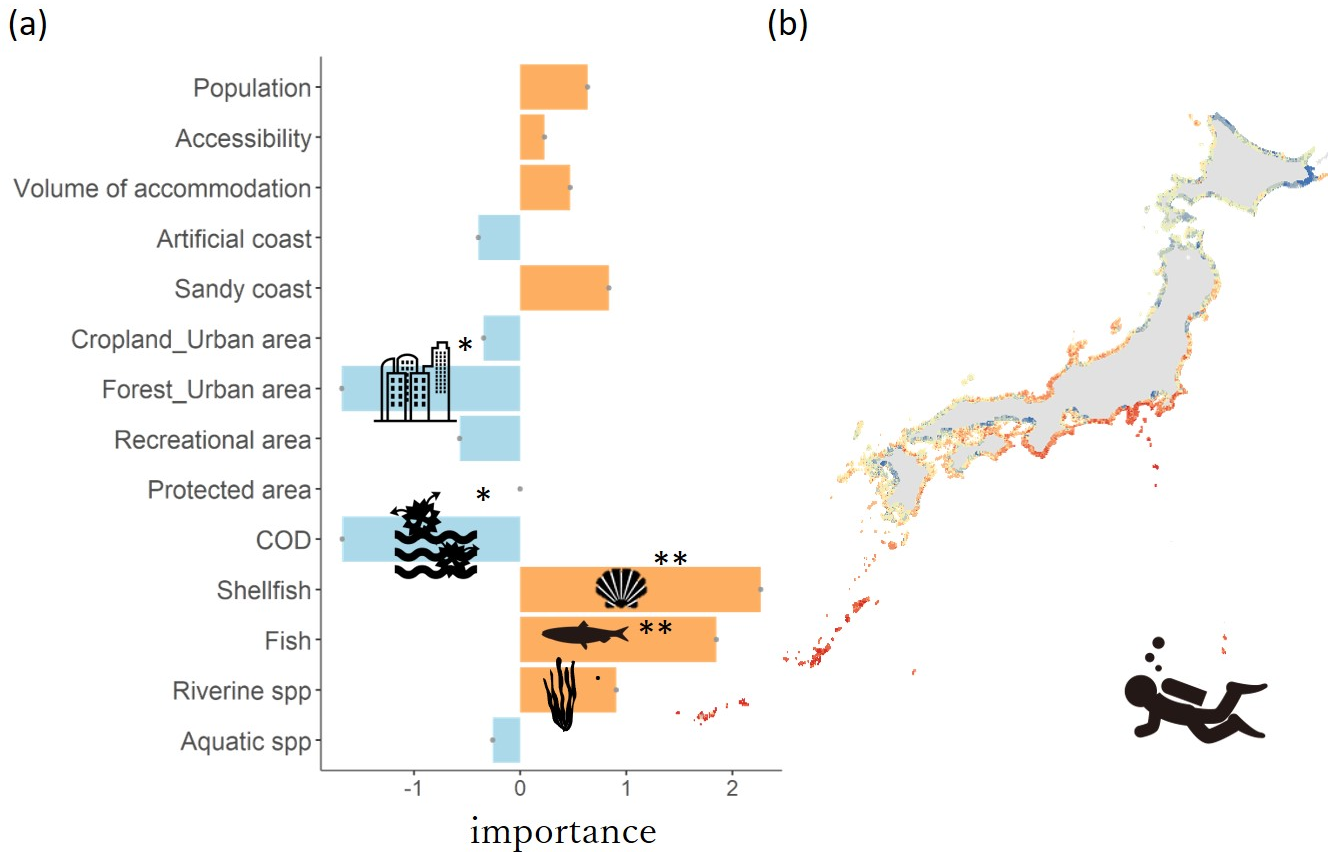 (a)
(b)
Population
Accessibility
Volume of accommodation
Artificial coast
Sandy coast
Cropland_Urban area
*
Forest_Urban area
Recreational area
Protected area
*
COD
**
Shellfish
Fish
**
Riverine spp
.
Aquatic spp
-1 0 1 2
importance